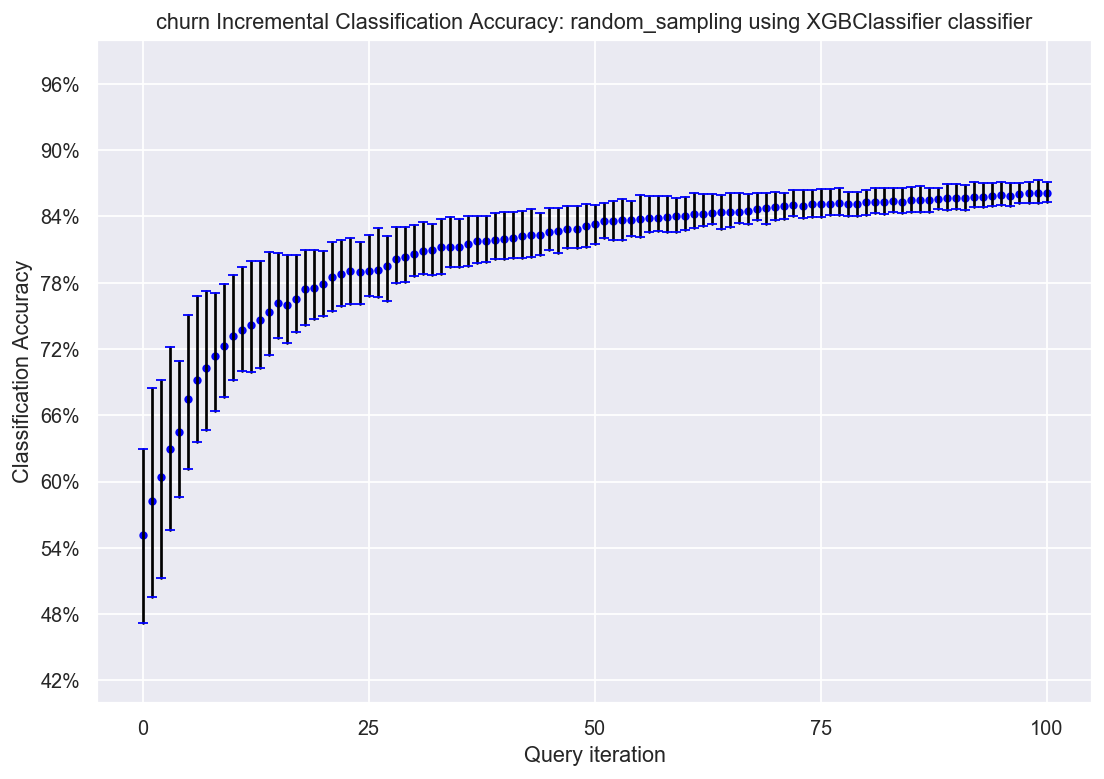 churn Incremental Classification Accuracy: random_sampling using XGBClassifier classifier
96%
90%
84%
78%
72%
66%
60%
54%
48%
42%
Classification Accuracy
0 25 50 75 100
Query iteration